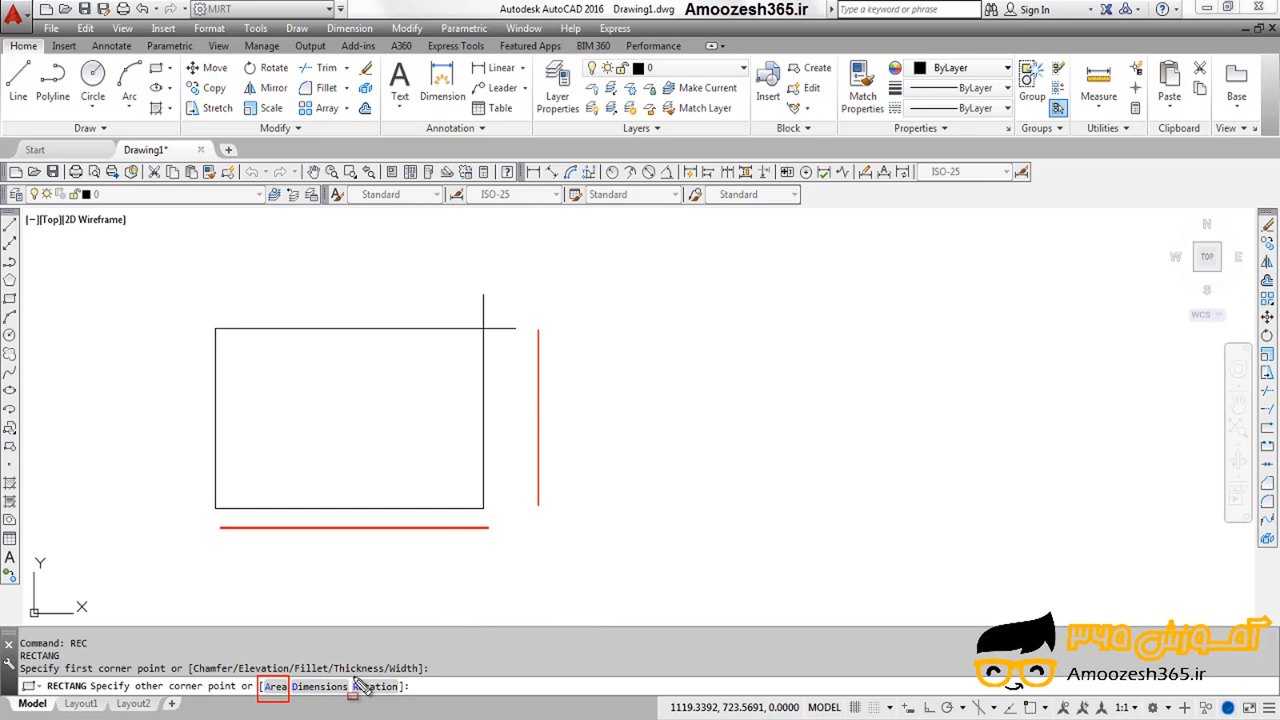 MJRT
Autodesk AutoCAD 2016 Drawing1.dwg
Amoozesh365.ir
Type a keyword or phrase
Sign In
File Edit View Insert Format Tools Draw Dimension Modify Parametric Window Help Express
Home Insert Annotate Parametric View Manage Output Add-ins A360 Express Tools Featured Apps BIM 360 Performance
Move Rotate Trim Linear 0 Create ByLayer
Copy Mirror Fillet Leader Make Current Edit ByLayer
Stretch Scale Array Table Match Layer ByLayer
Line Polyline Circle Arc Text Dimension Layer Properties Insert Match Properties Group Measure Paste Base
Draw Modify Annotation Layers Block Properties Groups Utilities Clipboard View
Start Drawing1*
ISO-25
0 Standard ISO-25 Standard Standard
[−][Top][2D Wireframe]
N
W TOP E
S
WCS
Y
X
Command: REC
RECTANG
Specify first corner point or [Chamfer/Elevation/Fillet/Thickness/Width]:
RECTANG Specify other corner point or [Area Dimensions Rotation]:
آموزش ۳۶۵
Amoozesh365.ir
Model Layout1 Layout2
1119.3392, 723.5691, 0.0000 MODEL 1:1